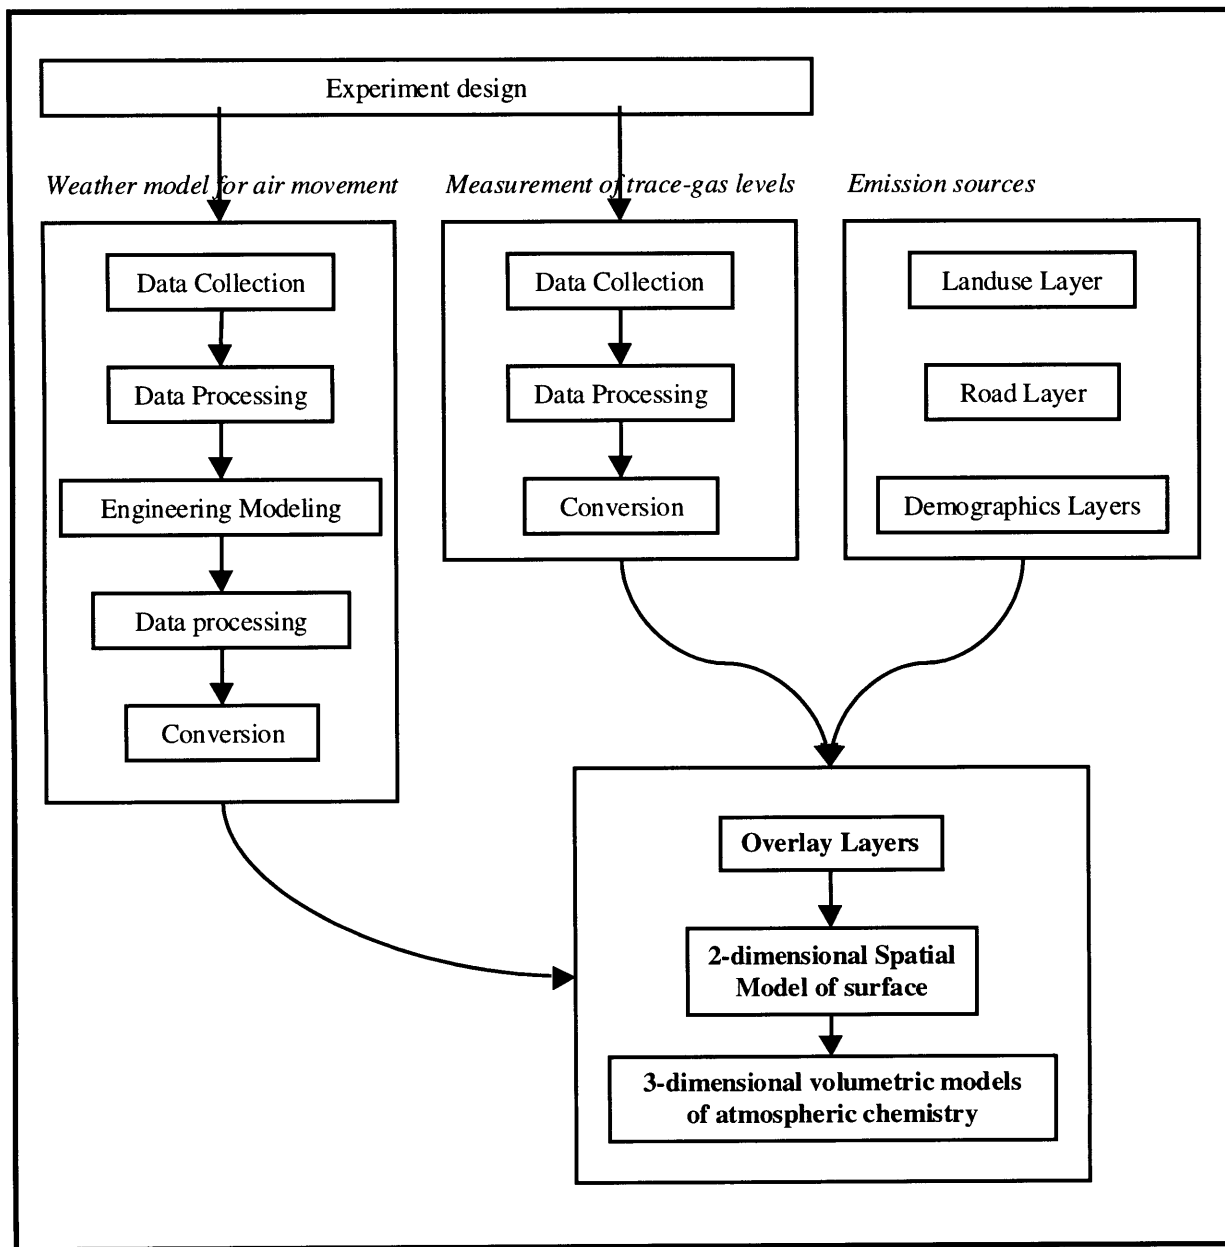 Experiment design
Weather model for air movement
Measurement of trace-gas levels
Emission sources
Data Collection
Data Processing
Engineering Modeling
Data processing
Conversion
Data Collection
Data Processing
Conversion
Landuse Layer
Road Layer
Demographics Layers
Overlay Layers
2-dimensional Spatial
Model of surface
3-dimensional volumetric models
of atmospheric chemistry